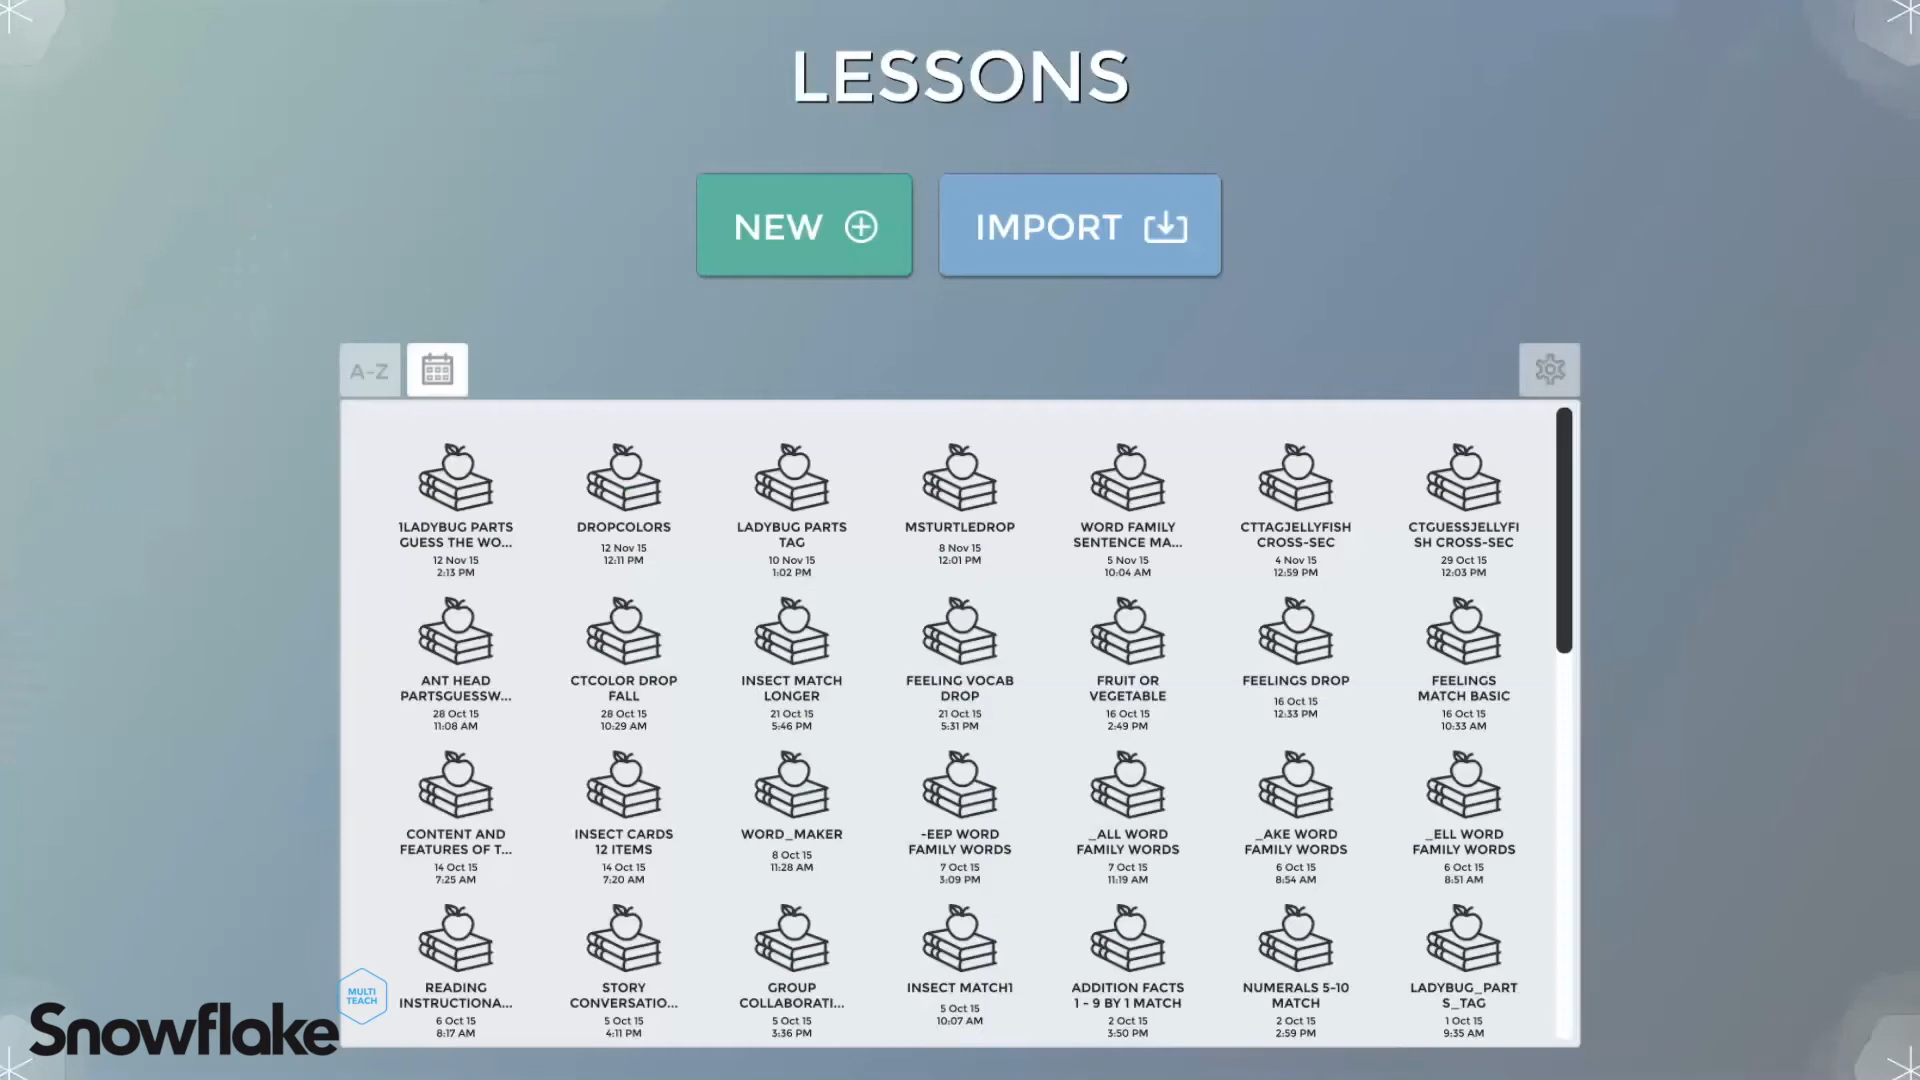 LESSONS
NEW
IMPORT
A-Z
1LADYBUG PARTS
GUESS THE WO...
12 Nov 15
2:13 PM
DROPCOLORS
12 Nov 15
12:11 PM
LADYBUG PARTS
TAG
10 Nov 15
1:02 PM
MSTURTLEDROP
8 Nov 15
12:01 PM
WORD FAMILY
SENTENCE MA...
5 Nov 15
10:04 AM
CTTAGJELLYFISH
CROSS-SEC
4 Nov 15
12:59 PM
CTGUESSJELLYFI
SH CROSS-SEC
29 Oct 15
12:03 PM
ANT HEAD
PARTSGUESSW...
28 Oct 15
11:08 AM
CTCOLOR DROP
FALL
28 Oct 15
10:29 AM
INSECT MATCH
LONGER
21 Oct 15
5:46 PM
FEELING VOCAB
DROP
21 Oct 15
5:31 PM
FRUIT OR
VEGETABLE
16 Oct 15
2:49 PM
FEELINGS DROP
16 Oct 15
12:33 PM
FEELINGS
MATCH BASIC
16 Oct 15
10:33 AM
CONTENT AND
FEATURES OF T...
14 Oct 15
7:25 AM
INSECT CARDS
12 ITEMS
14 Oct 15
7:20 AM
WORD_MAKER
8 Oct 15
11:28 AM
-EEP WORD
FAMILY WORDS
7 Oct 15
3:09 PM
_ALL WORD
FAMILY WORDS
7 Oct 15
11:19 AM
_AKE WORD
FAMILY WORDS
6 Oct 15
8:54 AM
_ELL WORD
FAMILY WORDS
6 Oct 15
8:51 AM
READING
INSTRUCTIONA...
6 Oct 15
8:17 AM
STORY
CONVERSATIO...
5 Oct 15
4:11 PM
GROUP
COLLABORATI...
5 Oct 15
3:36 PM
INSECT MATCH1
5 Oct 15
10:07 AM
ADDITION FACTS
1 - 9 BY 1 MATCH
2 Oct 15
3:50 PM
NUMERALS 5-10
MATCH
2 Oct 15
2:59 PM
LADYBUG_PART
S_TAG
1 Oct 15
9:35 AM
MULTI
TEACH
Snowflake